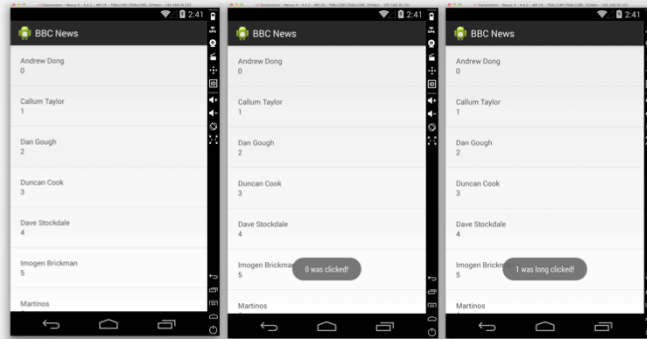 2:41
BBC News
Andrew Dong
0
Callum Taylor
1
Dan Gough
2
Duncan Cook
3
Dave Stockdale
4
Imogen Brickman
5
Martinos
2:41
BBC News
Andrew Dong
0
Callum Taylor
1
Dan Gough
2
Duncan Cook
3
Dave Stockdale
4
Imogen Brickman
5
0 was clicked!
Martinos
2:41
BBC News
Andrew Dong
0
Callum Taylor
1
Dan Gough
2
Duncan Cook
3
Dave Stockdale
4
Imogen Brickm
5
1 was long clicked!
Martinos